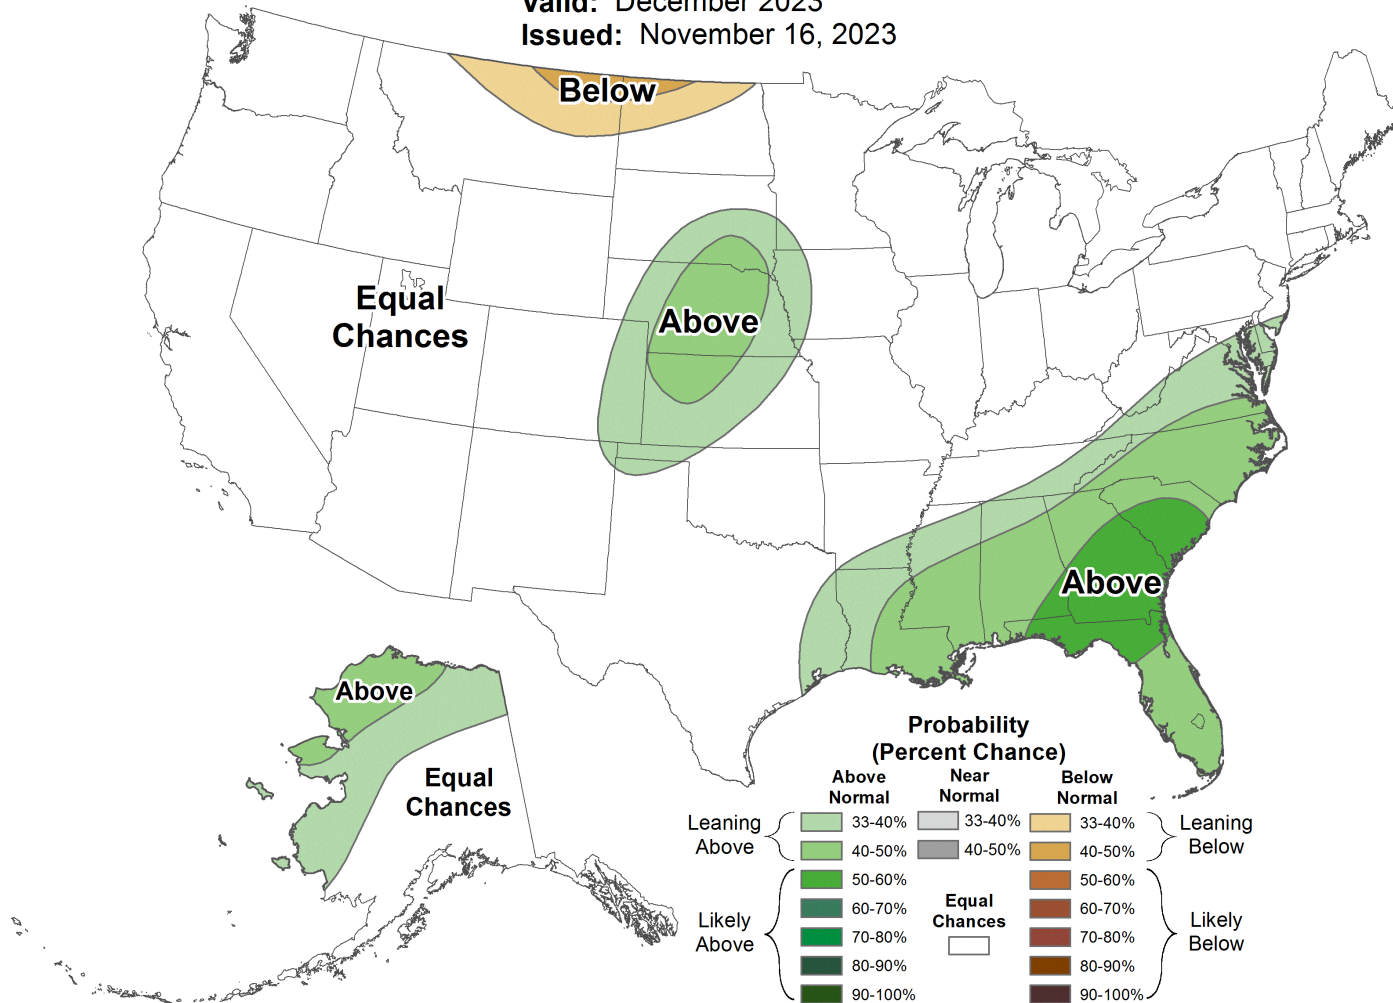 Valid: December 2023
Issued: November 16, 2023
Below
Equal
Chances
Above
Above
Above
Equal
Chances
Probability
(Percent Chance)
Above
Normal
Near
Normal
Below
Normal
Leaning
Above
33-40%
33-40%
33-40%
Leaning
Below
40-50%
40-50%
40-50%
50-60%
50-60%
60-70%
60-70%
Likely
Above
Equal
Chances
Likely
Below
70-80%
70-80%
80-90%
80-90%
90-100%
90-100%